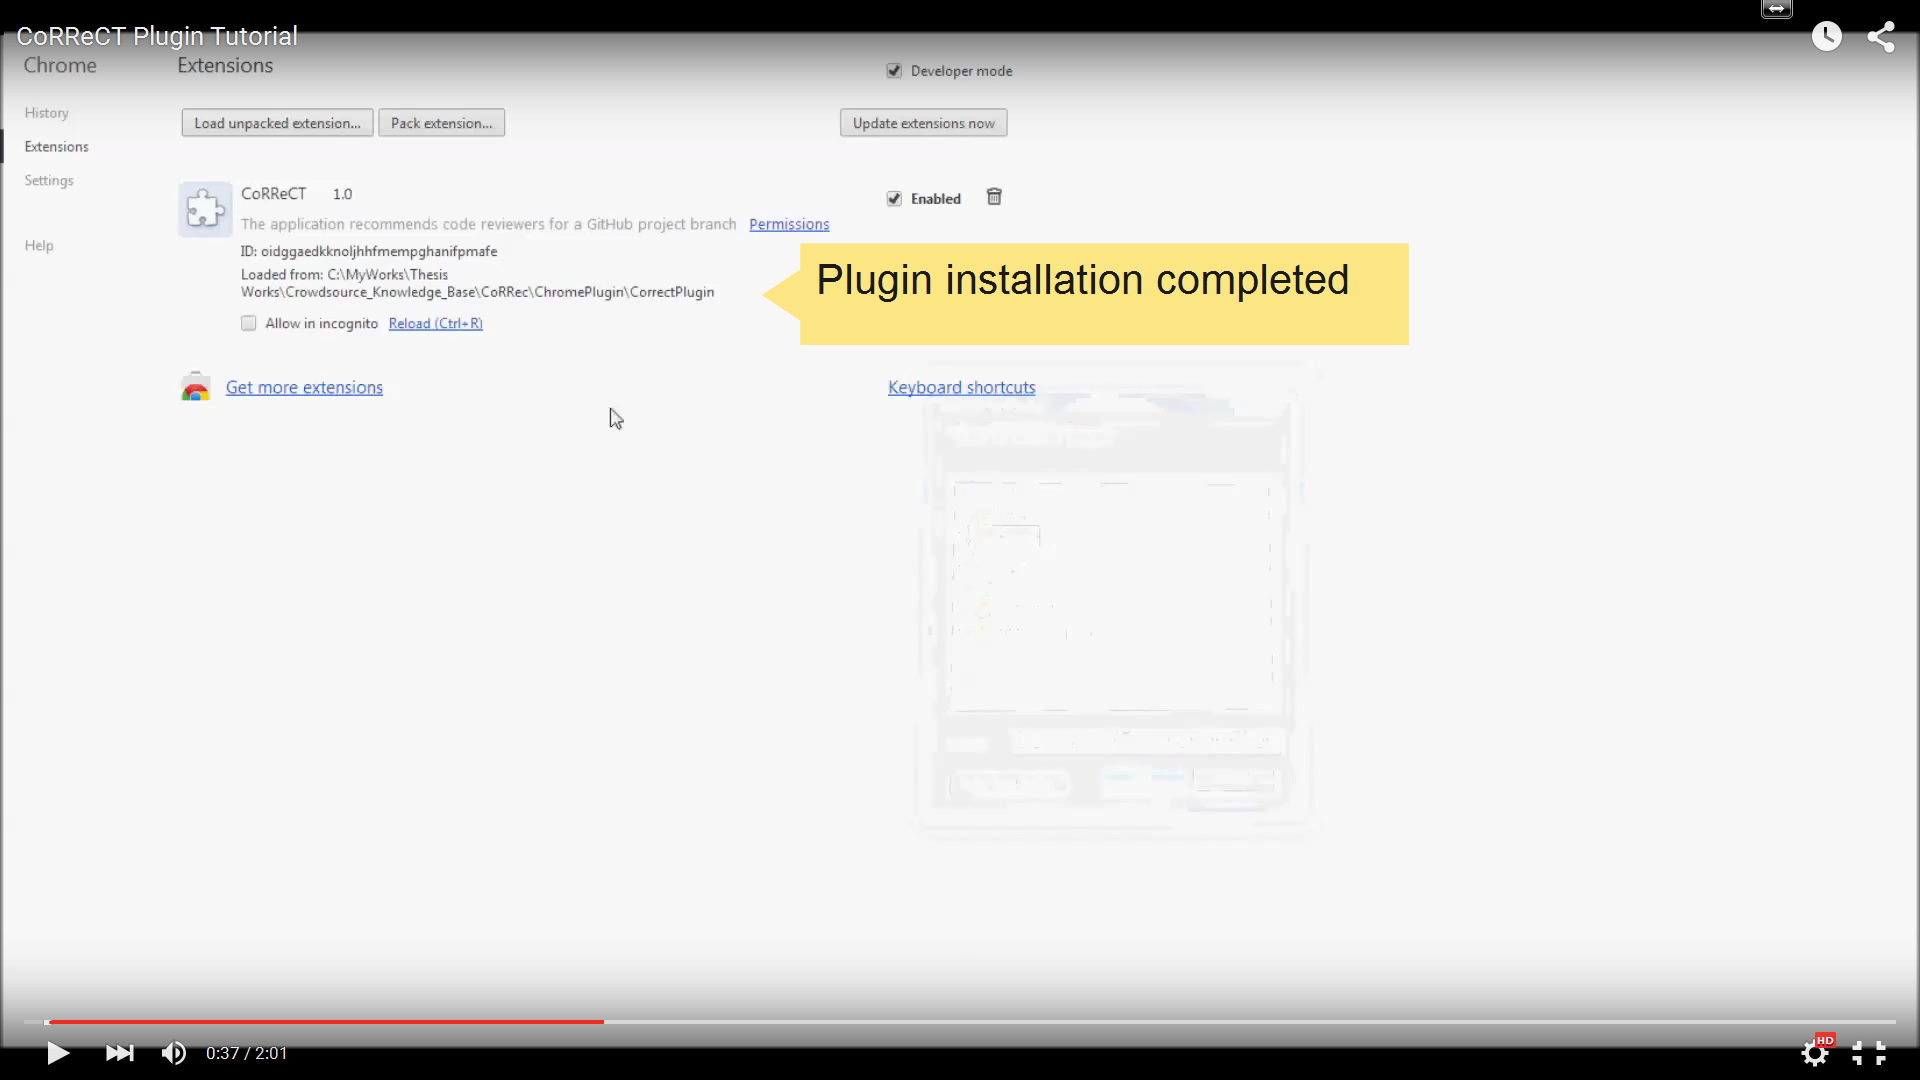 CoRReCT Plugin Tutorial
Chrome
Extensions
Developer mode
History
Load unpacked extension...
Pack extension...
Update extensions now
Extensions
Settings
CoRReCT 1.0
Enabled
The application recommends code reviewers for a GitHub project branch Permissions
Help
ID: oidggaedkknoljhhfmempghanifpmafe
Loaded from: C:\MyWorks\Thesis
Works\Crowdsource_Knowledge_Base\CoRRec\ChromePlugin\CorrectPlugin
Plugin installation completed
Allow in incognito Reload (Ctrl+R)
Get more extensions
Keyboard shortcuts
0:37 / 2:01
HD